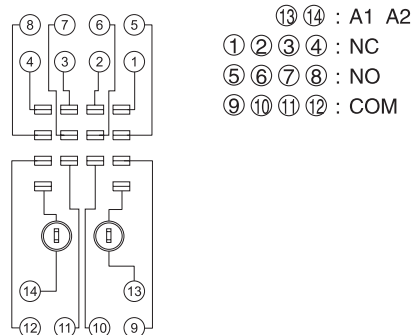 ⑧ ⑦ ⑥ ⑤
④ ③ ② ①
⑭ ⑬
⑫ ⑪ ⑩ ⑨
⑬ ⑭ : A1 A2
① ② ③ ④ : NC
⑤ ⑥ ⑦ ⑧ : NO
⑨ ⑩ ⑪ ⑫ : COM